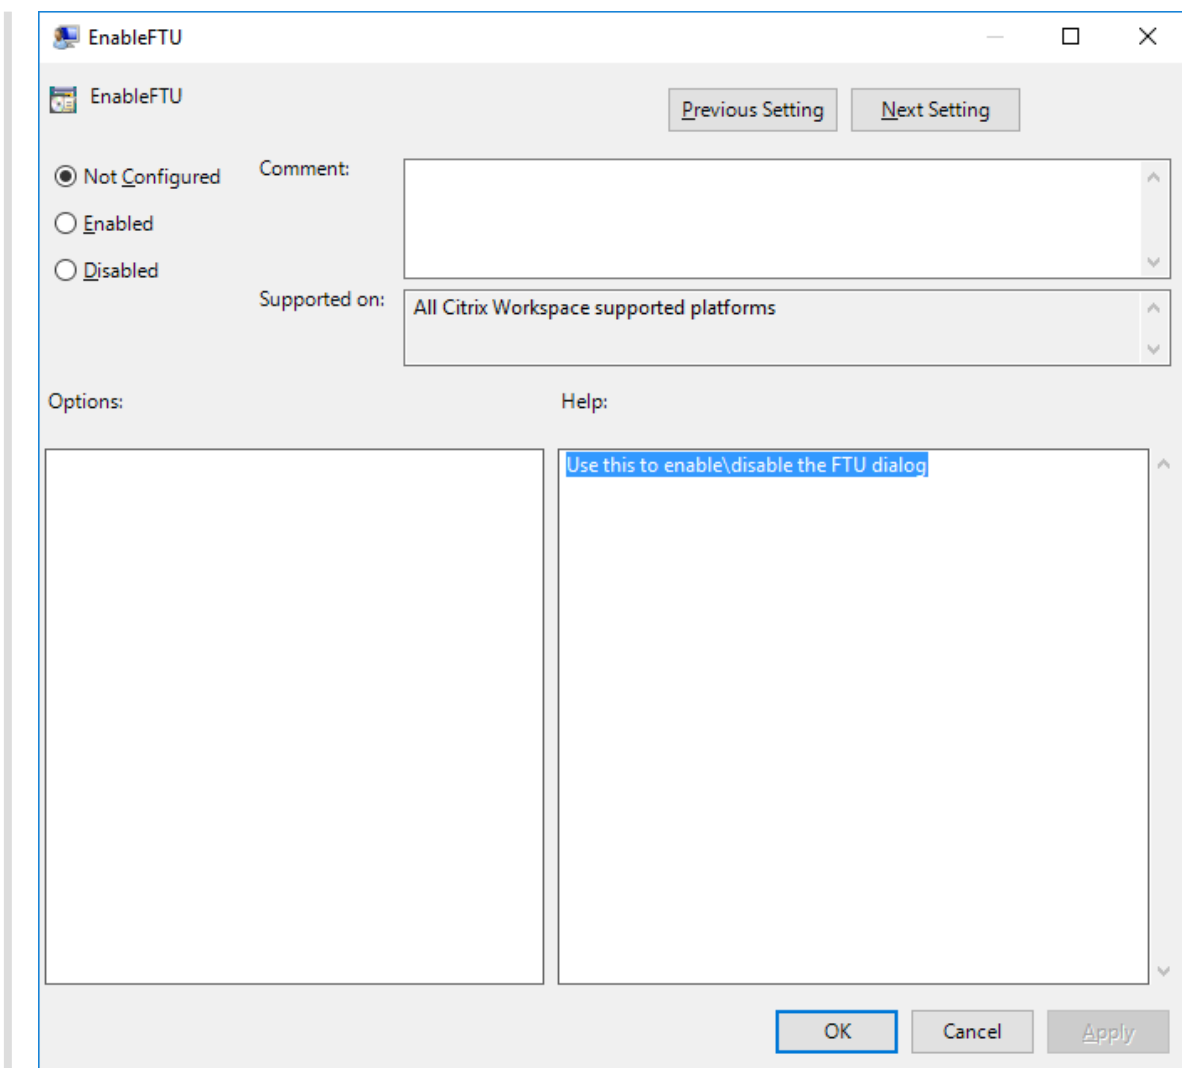 EnableFTU
EnableFTU
Previous Setting
Next Setting
Not Configured
Comment:
Enabled
Disabled
Supported on:
All Citrix Workspace supported platforms
Options:
Help:
Use this to enable\disable the FTU dialog
OK
Cancel
Apply